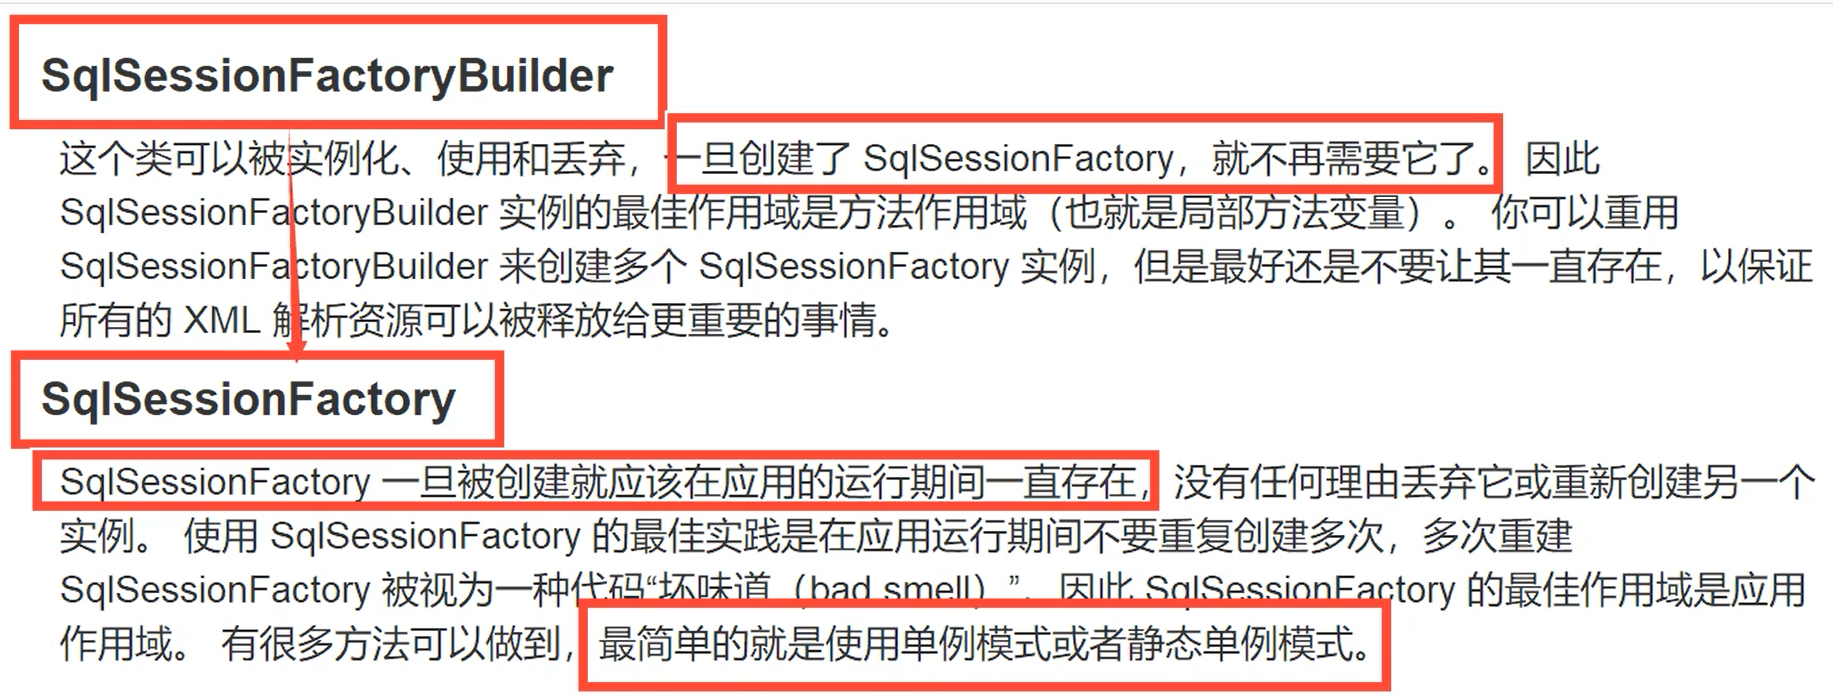 SqlSessionFactoryBuilder
这个类可以被实例化、使用和丢弃，一旦创建了 SqlSessionFactory，就不再需要它了。 因此
SqlSessionFactoryBuilder 实例的最佳作用域是方法作用域（也就是局部方法变量）。 你可以重用
SqlSessionFactoryBuilder 来创建多个 SqlSessionFactory 实例，但是最好还是不要让其一直存在，以保证
所有的 XML 解析资源可以被释放给更重要的事情。
SqlSessionFactory
SqlSessionFactory 一旦被创建就应该在应用的运行期间一直存在，没有任何理由丢弃它或重新创建另一个
实例。 使用 SqlSessionFactory 的最佳实践是在应用运行期间不要重复创建多次，多次重建
SqlSessionFactory 被视为一种代码“坏味道（bad smell）”。因此 SqlSessionFactory 的最佳作用域是应用
作用域。 有很多方法可以做到，最简单的就是使用单例模式或者静态单例模式。